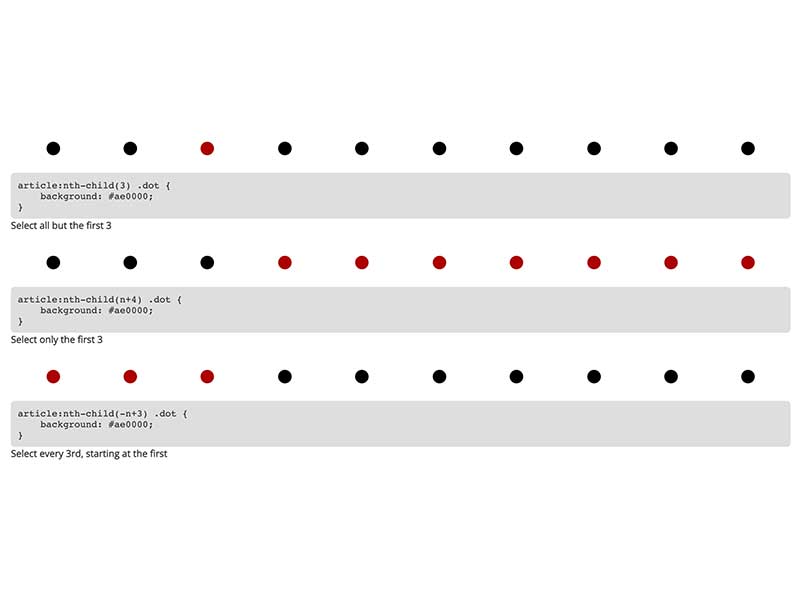 article:nth-child(3) .dot {
    background: #ae0000;
}
Select all but the first 3
article:nth-child(n+4) .dot {
    background: #ae0000;
}
Select only the first 3
article:nth-child(-n+3) .dot {
    background: #ae0000;
}
Select every 3rd, starting at the first